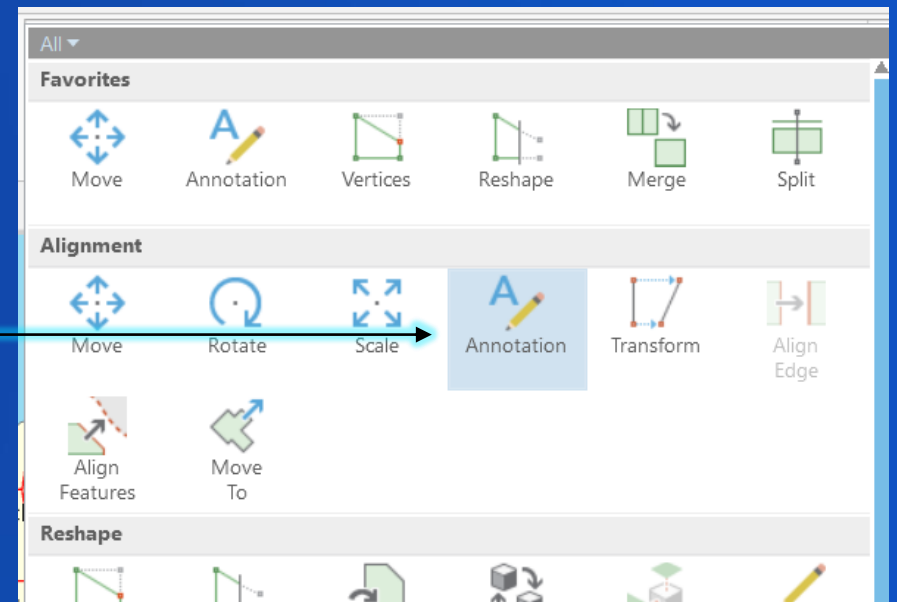 All
Favorites
Move Annotation Vertices Reshape Merge Split
Alignment
Move Rotate Scale Annotation Transform Align
Edge
Align Move
Features To
Reshape